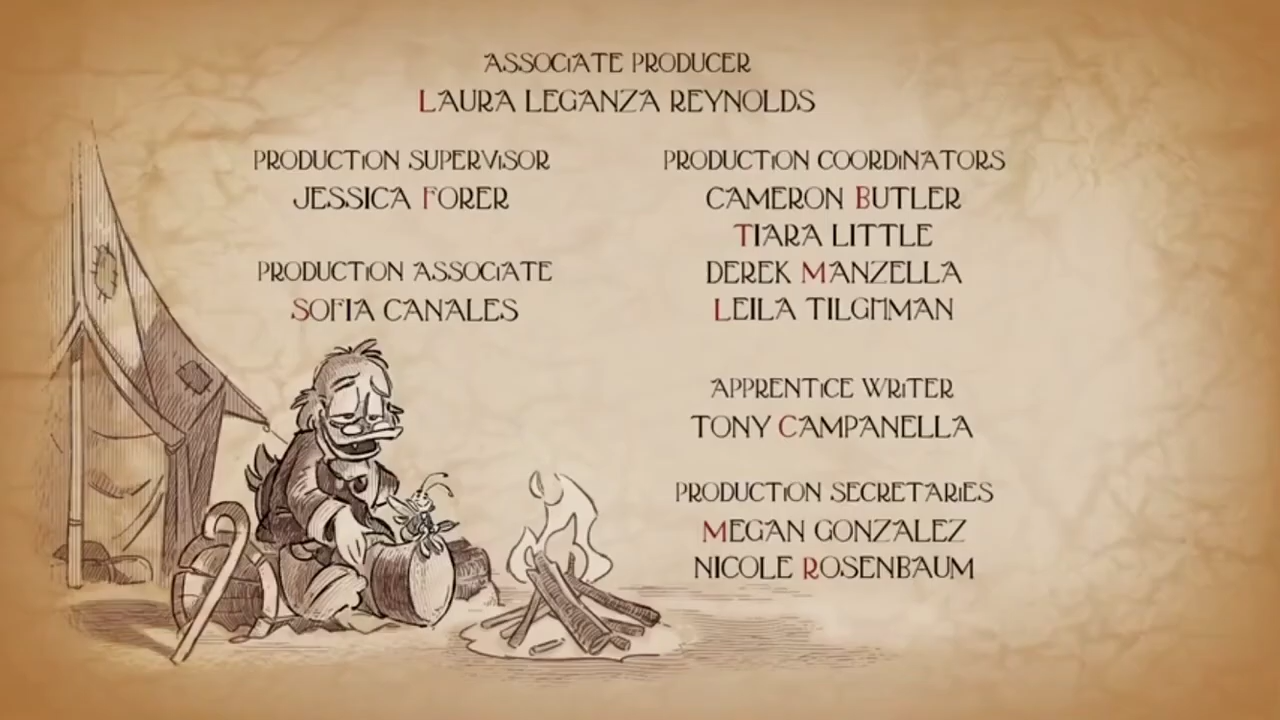 ASSOCIATE PRODUCER
LAURA LEGANZA REYNOLDS
PRODUCTION SUPERVISOR
JESSICA FORER
PRODUCTION ASSOCIATE
SOFIA CANALES
PRODUCTION COORDINATORS
CAMERON BUTLER
TIARA LITTLE
DEREK MANZELLA
LEILA TILGHMAN
APPRENTICE WRITER
TONY CAMPANELLA
PRODUCTION SECRETARIES
MEGAN GONZALEZ
NICOLE ROSENBAUM